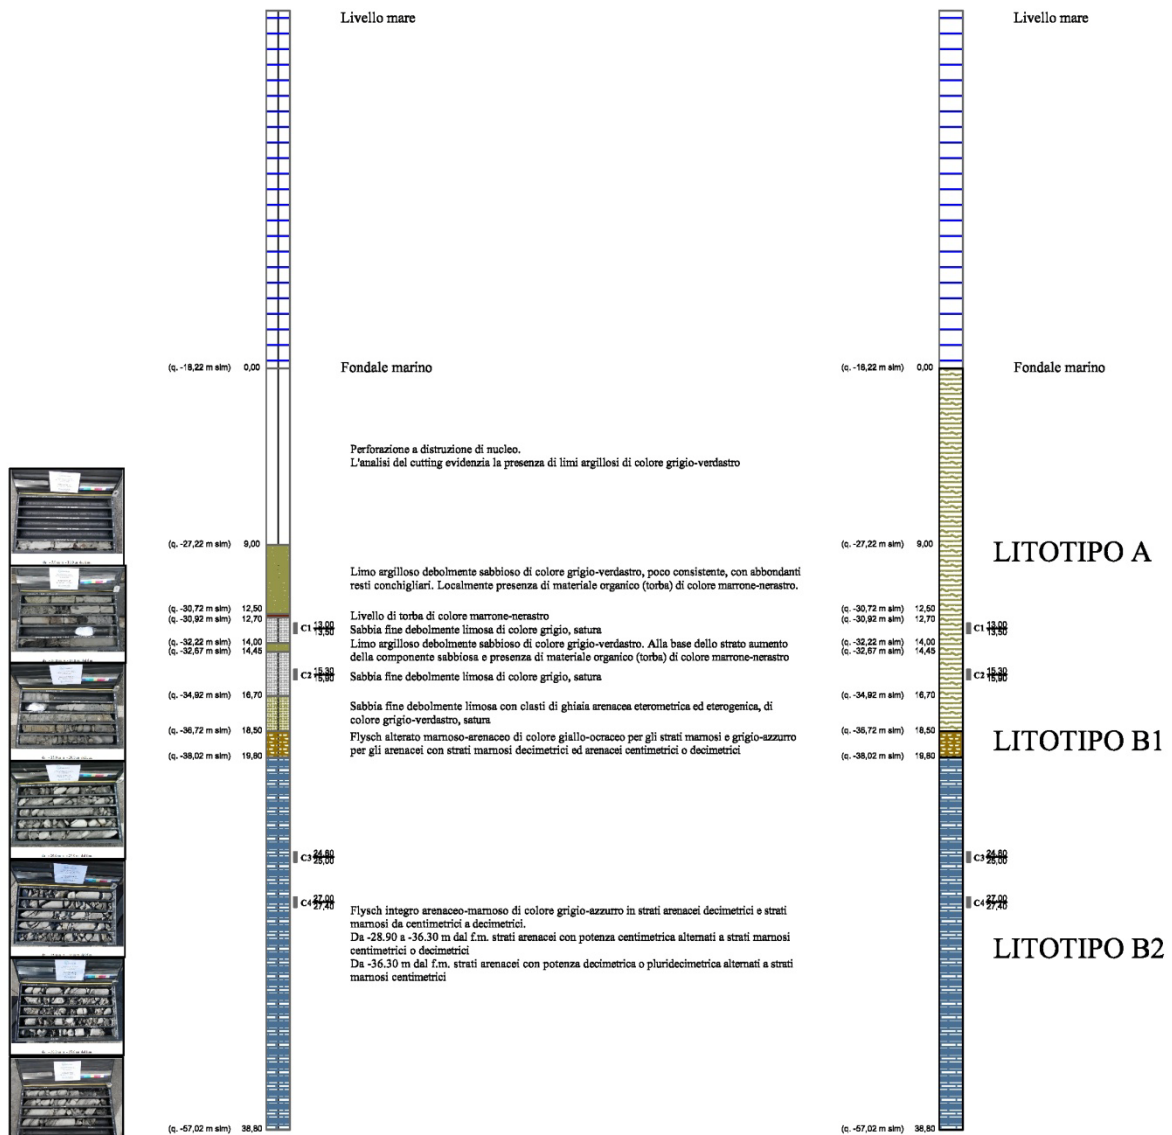 Livello mare
Livello mare
(q. -18,22 m slm) 0,00 Fondale marino
(q. -18,22 m slm) 0,00 Fondale marino
Perforazione a distruzione di nucleo.
L'analisi del cutting evidenzia la presenza di limi argillosi di colore grigio-verdastro
(q. -27,22 m slm) 9,00
(q. -27,22 m slm) 9,00
LITOTIPO A
Limo argilloso debolmente sabbioso di colore grigio-verdastro, poco consistente, con abbondanti
resti conchigliari. Localmente presenza di materiale organico (torba) di colore marrone-nerastro.
(q. -30,72 m slm) 12,50
(q. -30,92 m slm) 12,70
Livello di torba di colore marrone-nerastro
(q. -30,72 m slm) 12,50
(q. -30,92 m slm) 12,70
C1 13,00
13,50
Sabbia fine debolmente limosa di colore grigio, satura
C1 13,00
13,50
(q. -32,22 m slm) 14,00
(q. -32,67 m slm) 14,45
Limo argilloso debolmente sabbioso di colore grigio-verdastro. Alla base dello strato aumento
della componente sabbiosa e presenza di materiale organico (torba) di colore marrone-nerastro
(q. -32,22 m slm) 14,00
(q. -32,67 m slm) 14,45
C2 15,30
15,90
Sabbia fine debolmente limosa di colore grigio, satura
C2 15,30
15,90
(q. -34,92 m slm) 16,70
(q. -34,92 m slm) 16,70
Sabbia fine debolmente limosa con clasti di ghiaia arenacea eterometrica ed eterogenica, di
colore grigio-verdastro, satura
(q. -36,72 m slm) 18,50
(q. -36,72 m slm) 18,50
Flysch alterato marnoso-arenaceo di colore giallo-ocraceo per gli strati marnosi e grigio-azzurro
per gli arenacei con strati marnosi decimetrici ed arenacei centimetrici o decimetrici
LITOTIPO B1
(q. -38,02 m slm) 19,80
(q. -38,02 m slm) 19,80
C3
25,00
C3
25,00
C4 27,00
27,40
C4 27,00
27,40
Flysch integro arenaceo-marnoso di colore grigio-azzurro in strati arenacei decimetrici e strati
marnosi da centimetrici a decimetrici.
Da -28.90 a -36.30 m dal f.m. strati arenacei con potenza centimetrica alternati a strati marnosi
centimetrici o decimetrici
Da -36.30 m dal f.m. strati arenacei con potenza decimetrica o pluridecimetrica alternati a strati
marnosi centimetrici
LITOTIPO B2
(q. -57,02 m slm) 38,80
(q. -57,02 m slm) 38,80